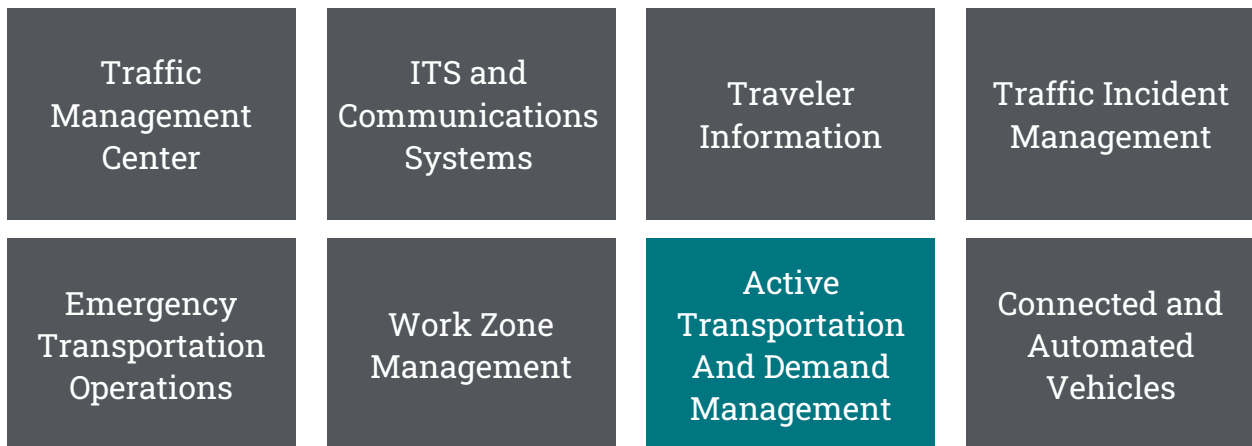 Traffic
Management
Center
ITS and
Communications
Systems
Traveler
Information
Traffic Incident
Management
Emergency
Transportation
Operations
Work Zone
Management
Active
Transportation
And Demand
Management
Connected and
Automated
Vehicles